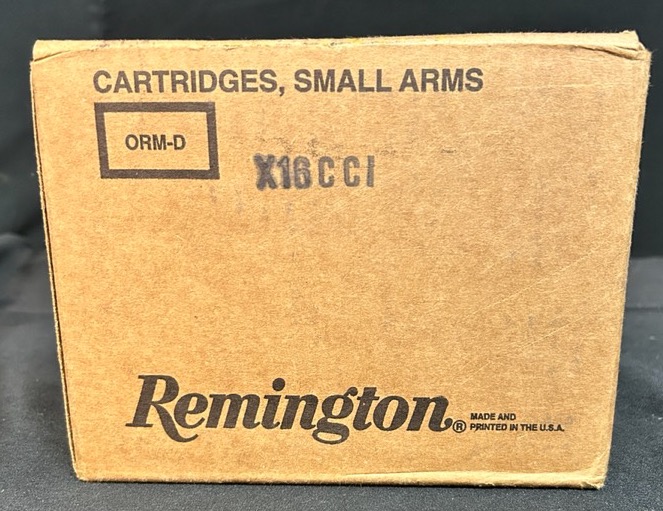 CARTRIDGES, SMALL ARMS
ORM-D
X16CCI
Remington® MADE AND
PRINTED IN THE U.S.A.